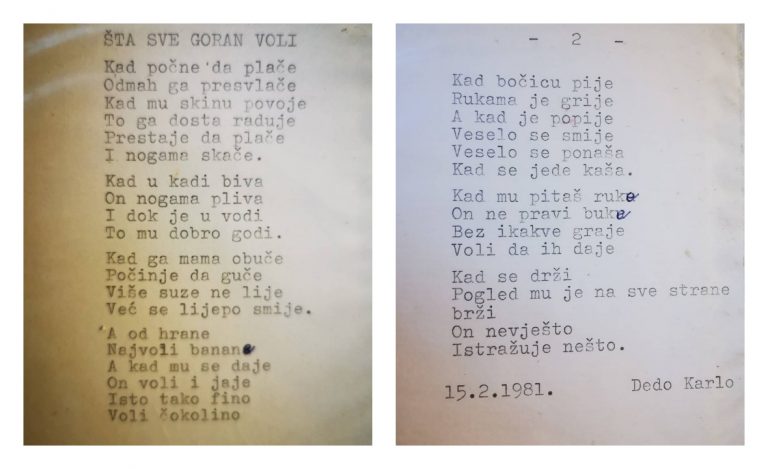 ŠTA SVE GORAN VOLI
Kad počne da plače
Odmah ga presvlače
Kad mu skinu povoje
To ga dosta raduje
Prestaje da plače
I nogama skače.
Kad u kadi biva
On nogama pliva
I dok je u vodi
To mu dobro godi.
Kad ga mama obuče
Počinje da guče
Više suze ne lije
Već se lijepo smije.
A od hrane
Najvoli banane
A kad mu se daje
On voli i jaje
Isto tako fino
Voli čokolino
- 2 -
Kad bočicu pije
Rukama je grije
A kad je popije
Veselo se smije
Veselo se ponaša
Kad se jede kaša.
Kad mu pitaš ruke
On ne pravi buke
Bez ikakve graje
Voli da ih daje
Kad se drži
Pogled mu je na sve strane
brži
On nevješto
Istražuje nešto.
15.2.1981. Dedo Karlo